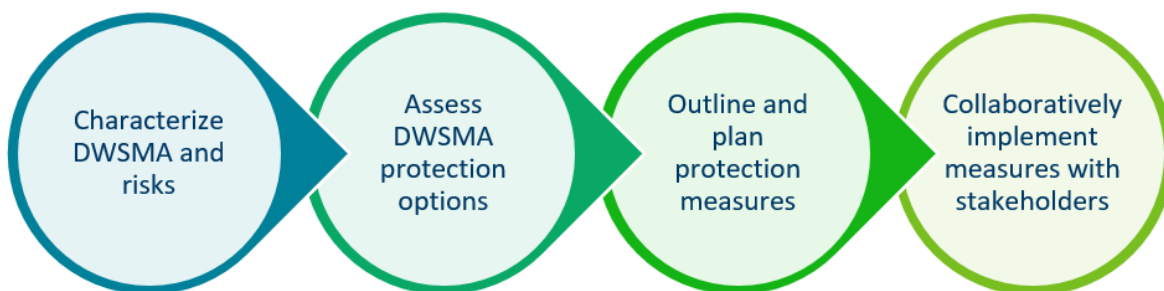 Characterize
DWSMA and
risks
Assess
DWSMA
protection
options
Outline and
plan
protection
measures
Collaboratively
implement
measures with
stakeholders